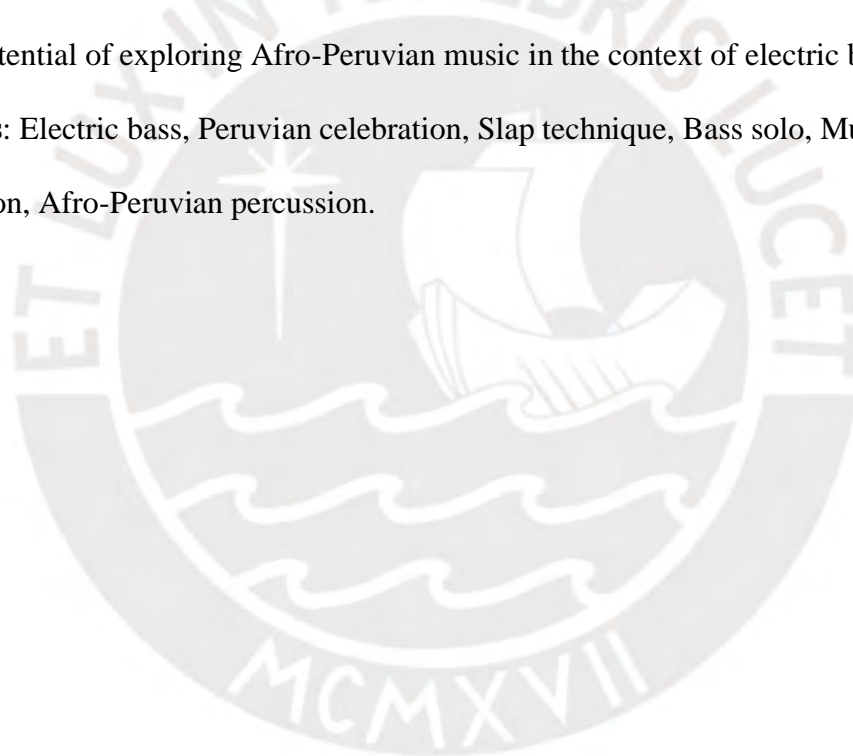 ET LUX IN TENEBRIS LUCET
tential of exploring Afro-Peruvian music in the context of electric b
s: Electric bass, Peruvian celebration, Slap technique, Bass solo, Mu
on, Afro-Peruvian percussion.
MCMXVII